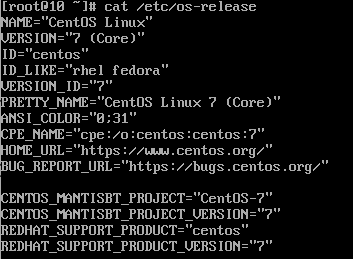 [root@10 ~]# cat /etc/os-release
NAME="CentOS Linux"
VERSION="7 (Core)"
ID="centos"
ID_LIKE="rhel fedora"
VERSION_ID="7"
PRETTY_NAME="CentOS Linux 7 (Core)"
ANSI_COLOR="0;31"
CPE_NAME="cpe:/o:centos:centos:7"
HOME_URL="https://www.centos.org/"
BUG_REPORT_URL="https://bugs.centos.org/"

CENTOS_MANTISBT_PROJECT="CentOS-7"
CENTOS_MANTISBT_PROJECT_VERSION="7"
REDHAT_SUPPORT_PRODUCT="centos"
REDHAT_SUPPORT_PRODUCT_VERSION="7"